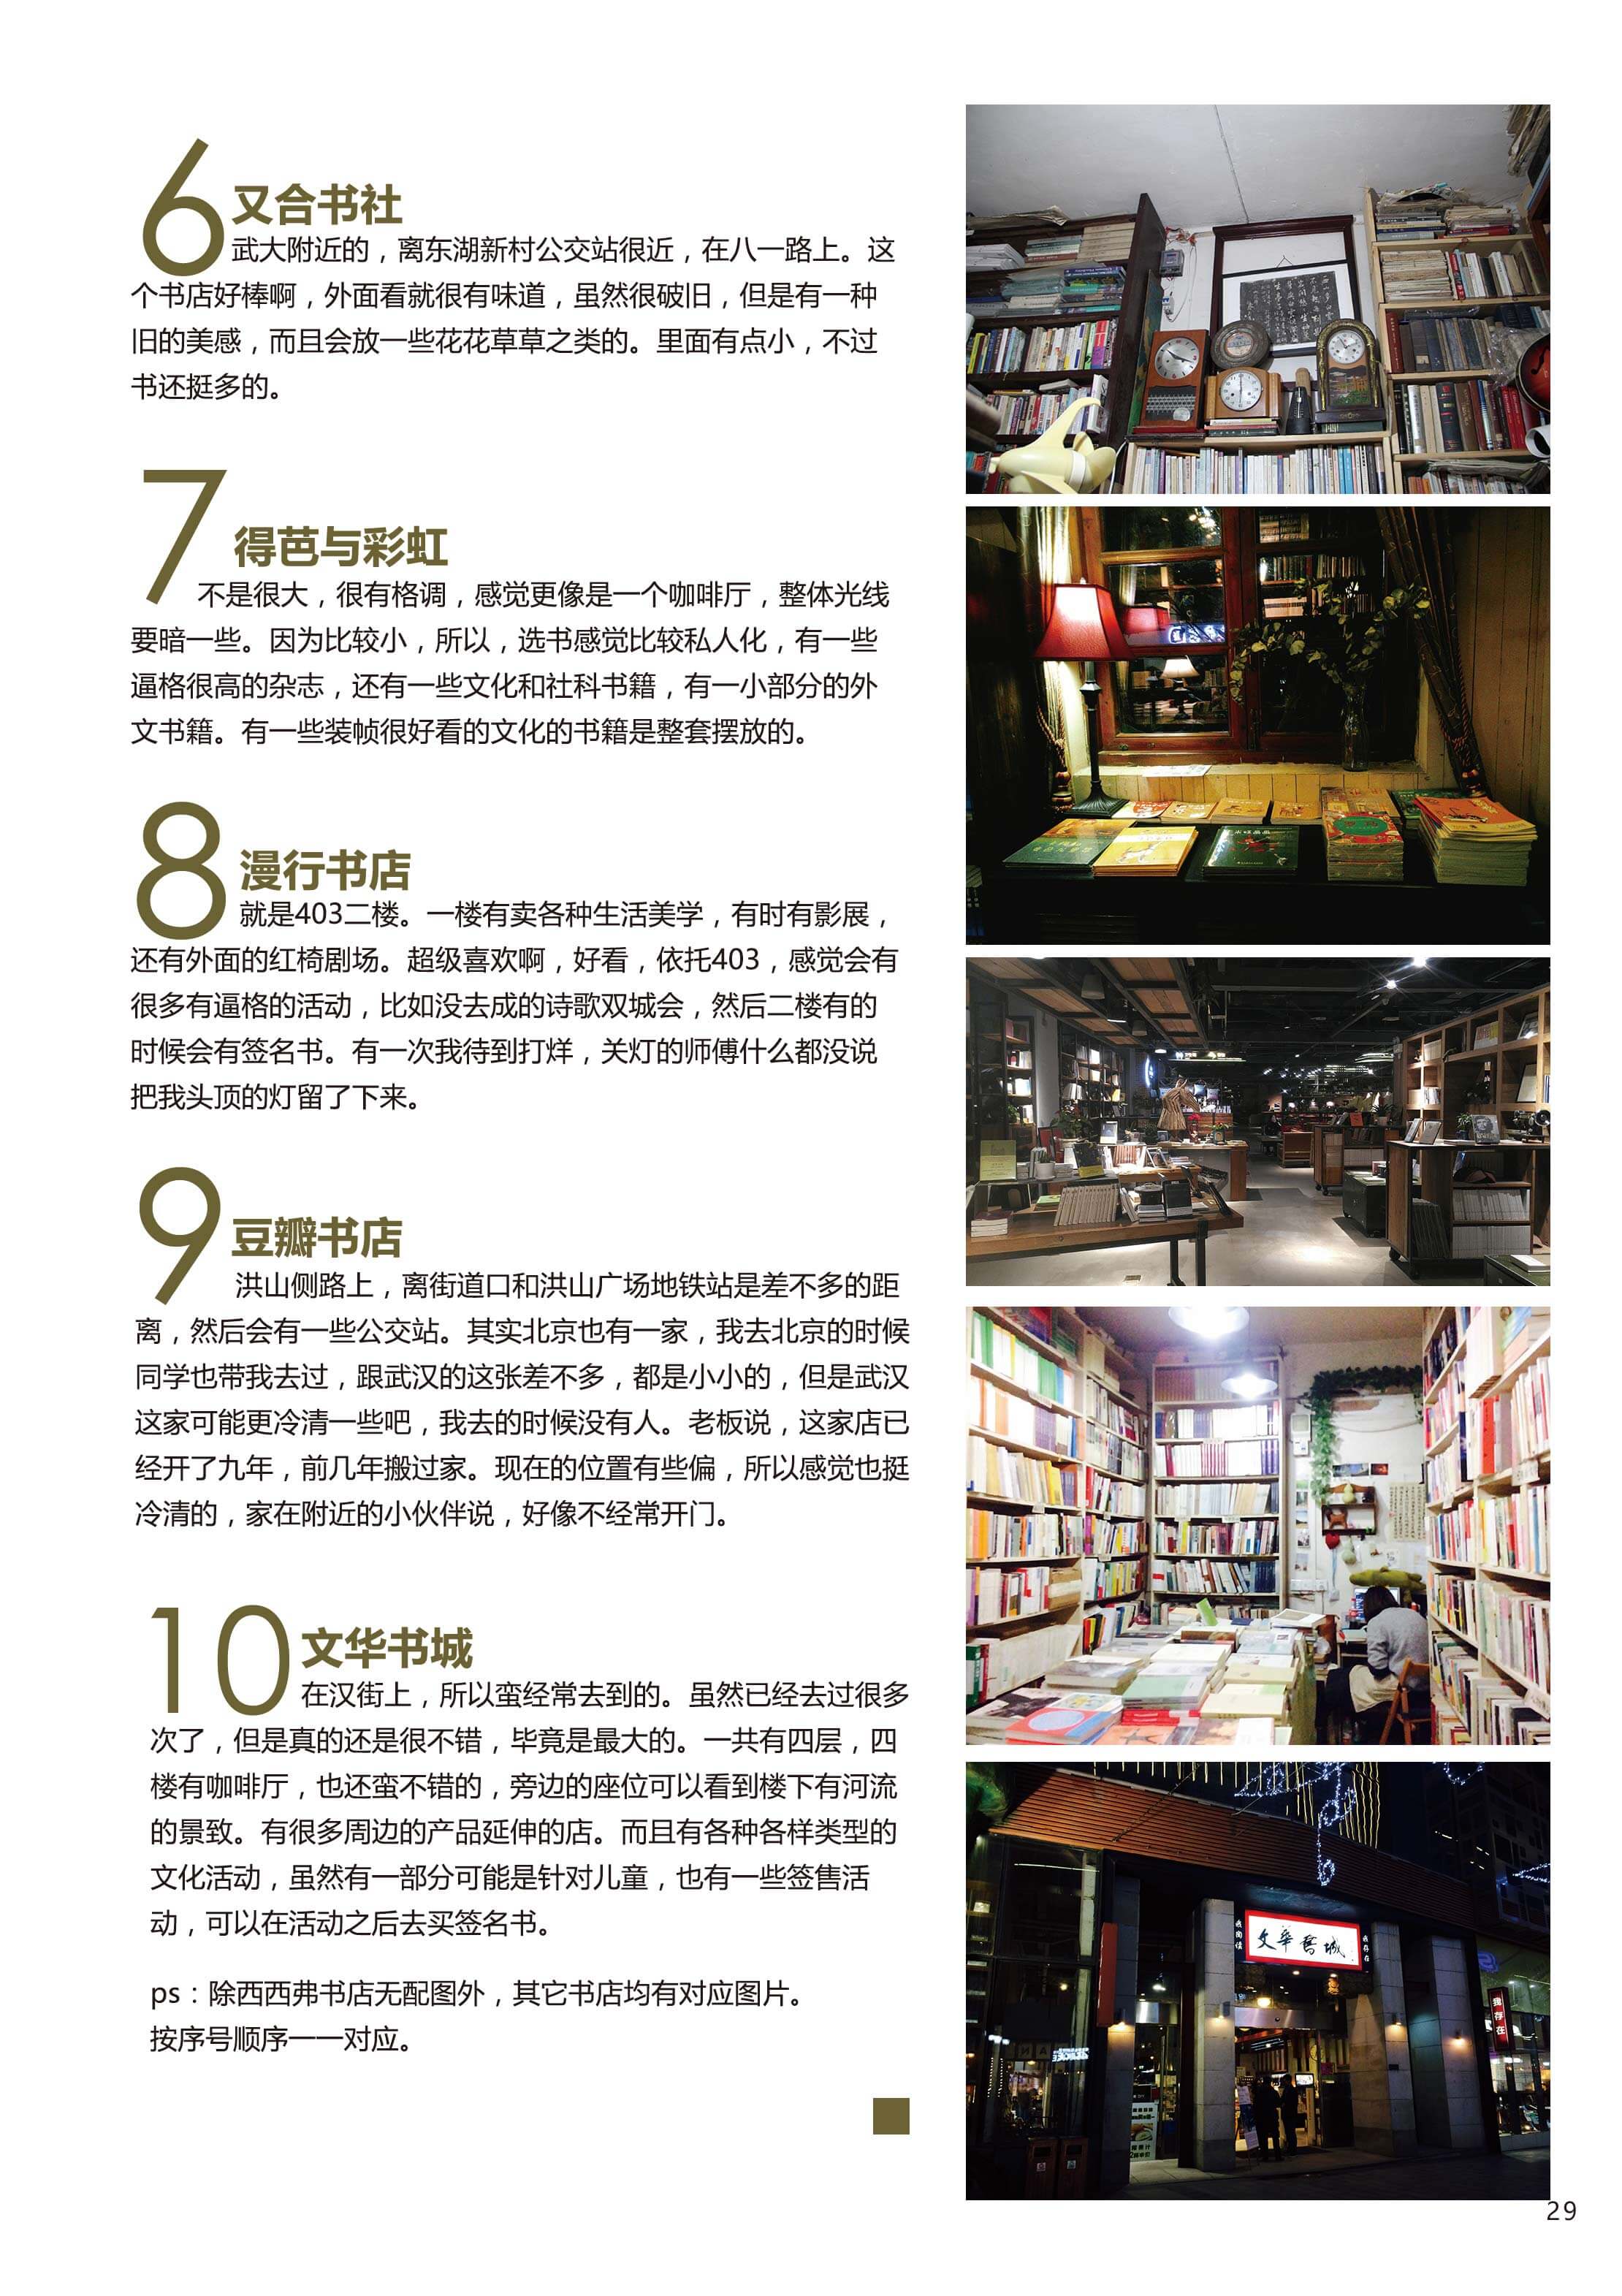 6 又合书社
武大附近的，离东湖新村公交站很近，在八一路上。这
个书店好棒啊，外面看就很有味道，虽然很破旧，但是有一种
旧的美感，而且会放一些花花草草之类的。里面有点小，不过
书还挺多的。
7 得芭与彩虹
不是很大，很有格调，感觉更像是一个咖啡厅，整体光线
要暗一些。因为比较小，所以，选书感觉比较私人化，有一些
逼格很高的杂志，还有一些文化和社科书籍，有一小部分的外
文书籍。有一些装帧很好看的文化的书籍是整套摆放的。
8 漫行书店
就是403二楼。一楼有卖各种生活美学，有时有影展，
还有外面的红椅剧场。超级喜欢啊，好看，依托403，感觉会有
很多有逼格的活动，比如没去成的诗歌双城会，然后二楼有的
时候会有签名书。有一次我待到打烊，关灯的师傅什么都没说
把我头顶的灯留了下来。
9 豆瓣书店
洪山侧路上，离街道口和洪山广场地铁站是差不多的距
离，然后会有一些公交站。其实北京也有一家，我去北京的时候
同学也带我去过，跟武汉的这张差不多，都是小小的，但是武汉
这家可能更冷清一些吧，我去的时候没有人。老板说，这家店已
经开了九年，前几年搬过家。现在的位置有些偏，所以感觉也挺
冷清的，家在附近的小伙伴说，好像不经常开门。
10 文华书城
在汉街上，所以蛮经常去到的。虽然已经去过很多
次了，但是真的还是很不错，毕竟是最大的。一共有四层，四
楼有咖啡厅，也还蛮不错的，旁边的座位可以看到楼下有河流
的景致。有很多周边的产品延伸的店。而且有各种各样类型的
文化活动，虽然有一部分可能是针对儿童，也有一些签售活
动，可以在活动之后去买签名书。
ps：除西西弗书店无配图外，其它书店均有对应图片。
按序号顺序一一对应。
文華書城
我阅读
我存在
我存在
29